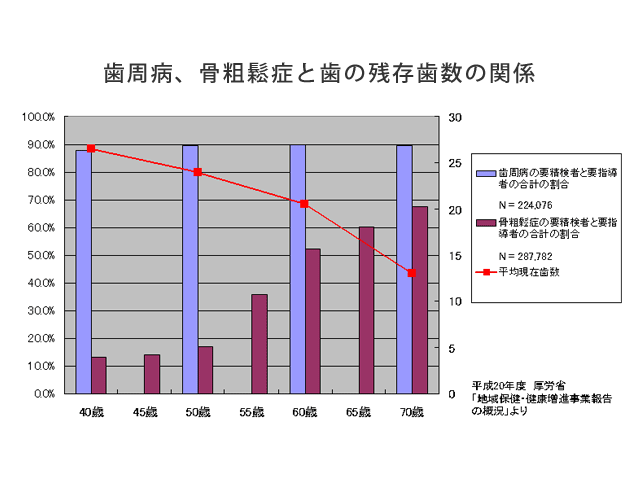 歯周病、骨粗鬆症と歯の残存歯数の関係
100.0%
90.0%
80.0%
70.0%
60.0%
50.0%
40.0%
30.0%
20.0%
10.0%
0.0%
30
25
20
15
10
5
0
40歳 45歳 50歳 55歳 60歳 65歳 70歳
歯周病の要精検者と要指導
者の合計の割合
N = 224,076
骨粗鬆症の要精検者と要指
導者の合計の割合
N = 287,782
平均現在歯数
平成20年度 厚労省
「地域保健・健康増進事業報告
の概況」より